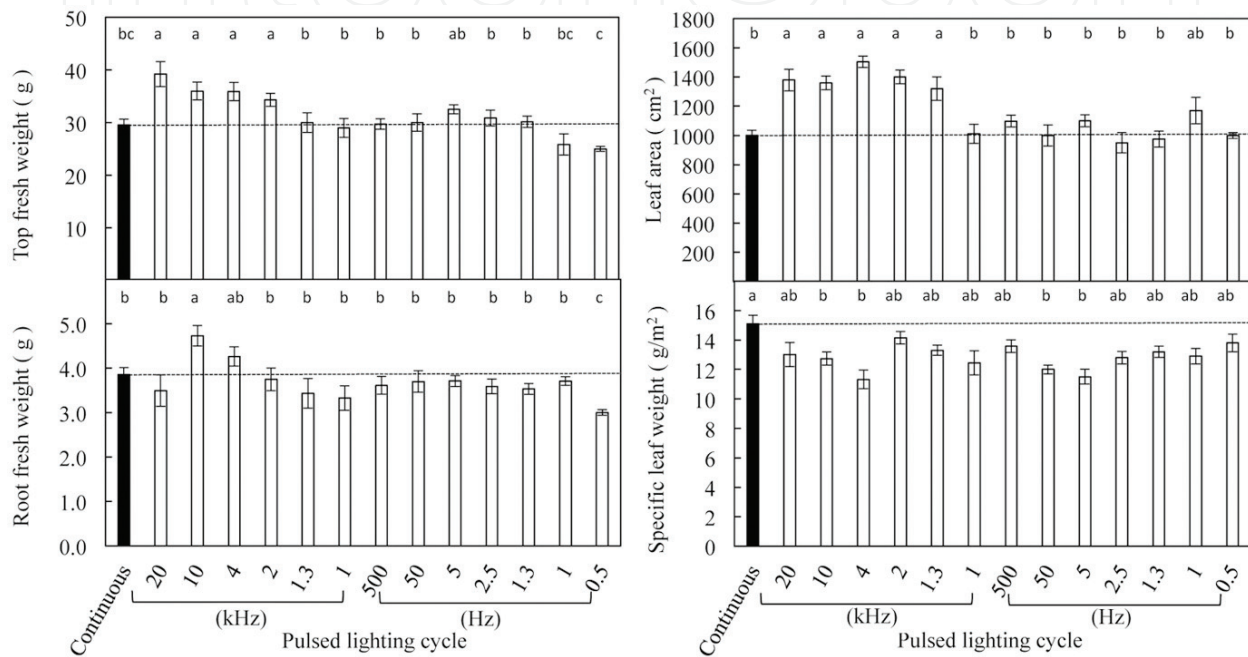 50
40
30
20
10
Top fresh weight ( g )
bc a a a a b b b b ab b b bc c
5.0
4.0
3.0
2.0
1.0
0.0
Root fresh weight ( g )
b b a ab b b b b b b b b b c
Continuous 20 10 4 2 1.3 1 500 50 5 2.5 1.3 1 0.5
(kHz) (Hz)
Pulsed lighting cycle
1800
1600
1400
1200
1000
800
600
400
200
Leaf area ( cm²)
b a a a a a b b b b b b ab b
16
14
12
10
8
6
4
2
0
Specific leaf weight ( g/m²)
a ab b b ab ab ab ab b b ab ab ab ab
Continuous 20 10 4 2 1.3 1 500 50 5 2.5 1.3 1 0.5
(kHz) (Hz)
Pulsed lighting cycle